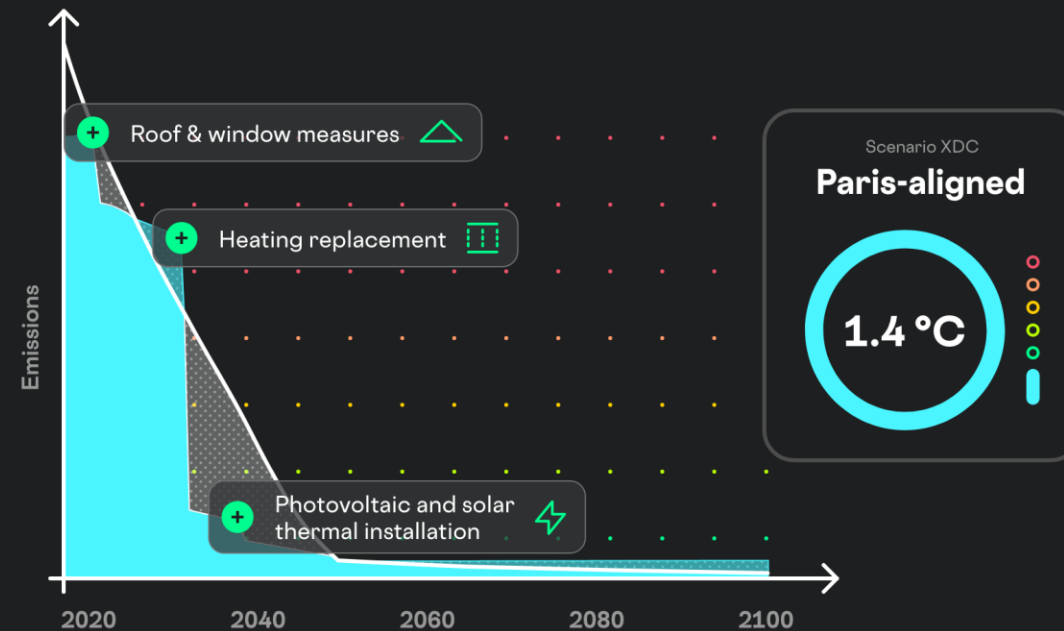 Roof & window measures
Heating replacement
Photovoltaic and solar
thermal installation
Emissions
2020
2040
2060
2080
2100
Scenario XDC
Paris-aligned
1.4 °C